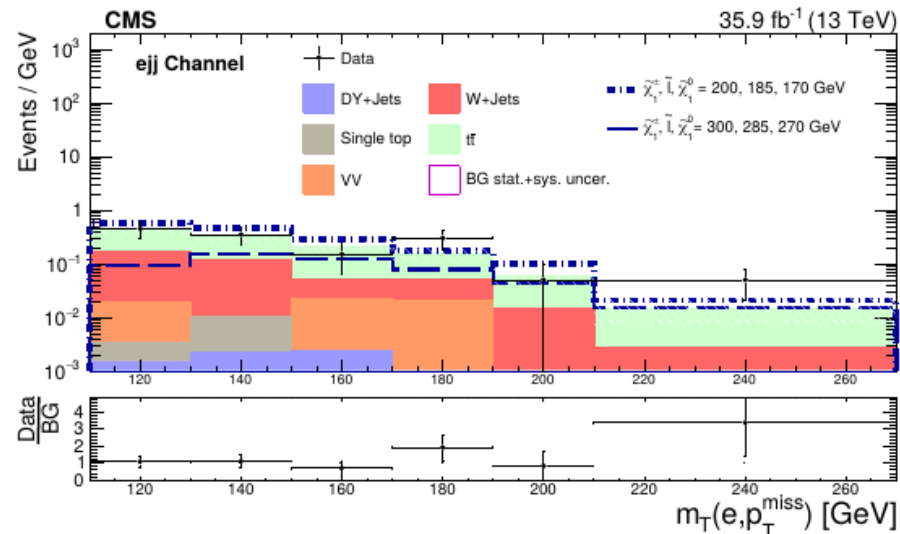 CMS 35.9 fb⁻¹ (13 TeV)
Events / GeV
10³
10²
10
1
10⁻¹
10⁻²
10⁻³
ejj Channel
Data
DY+Jets W+Jets
Single top tt̄
VV BG stat.+sys. uncer.
χ̃₁±, l̃, χ̃₁⁰ = 200, 185, 170 GeV
χ̃₁±, l̃, χ̃₁⁰= 300, 285, 270 GeV
120 140 160 180 200 220 240 260
Data
BG
4
3
2
1
0
120 140 160 180 200 220 240 260
m_T(e,p_T^miss) [GeV]